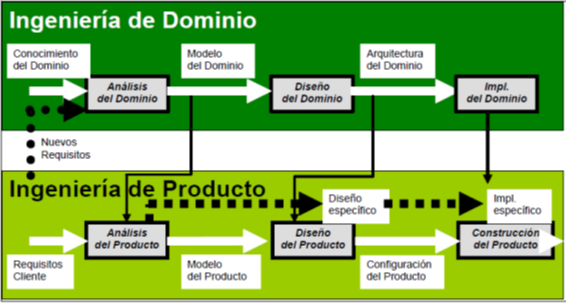 Ingeniería de Dominio
Conocimiento
del Dominio
Modelo
del Dominio
Arquitectura
del Dominio
Análisis
del Dominio
Diseño
del Dominio
Impl.
del Dominio
Nuevos
Requisitos
Ingeniería de Producto
Diseño
específico
Impl.
específico
Análisis
del Producto
Diseño
del Producto
Construcción
del Producto
Requisitos
Cliente
Modelo
del Producto
Configuración
del Producto